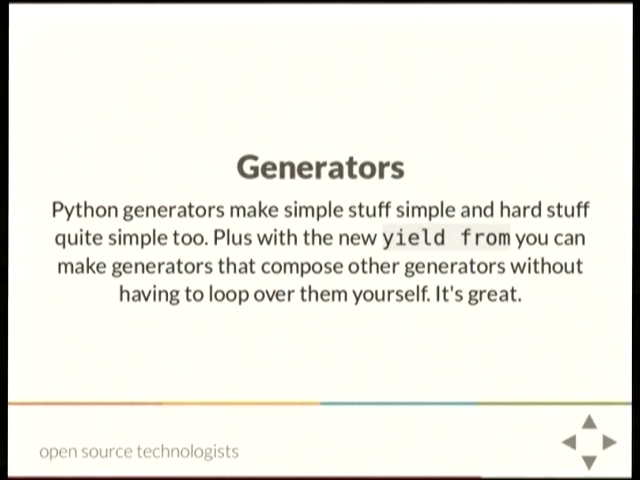 Generators
Python generators make simple stuff simple and hard stuff
quite simple too. Plus with the new yield from you can
make generators that compose other generators without
having to loop over them yourself. It's great.
open source technologists